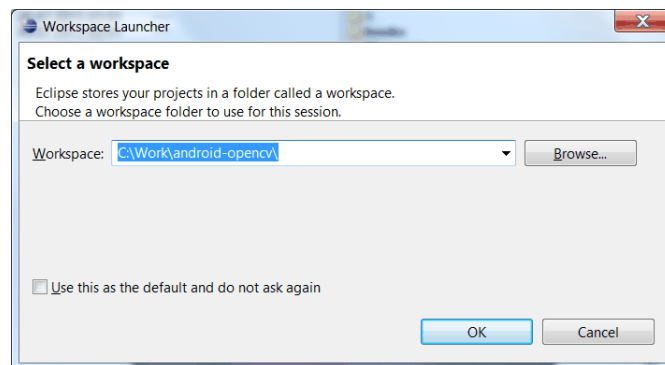 Workspace Launcher
Select a workspace
Eclipse stores your projects in a folder called a workspace.
Choose a workspace folder to use for this session.
Workspace: C:\Work\android-opencv\ Browse...
Use this as the default and do not ask again
OK Cancel